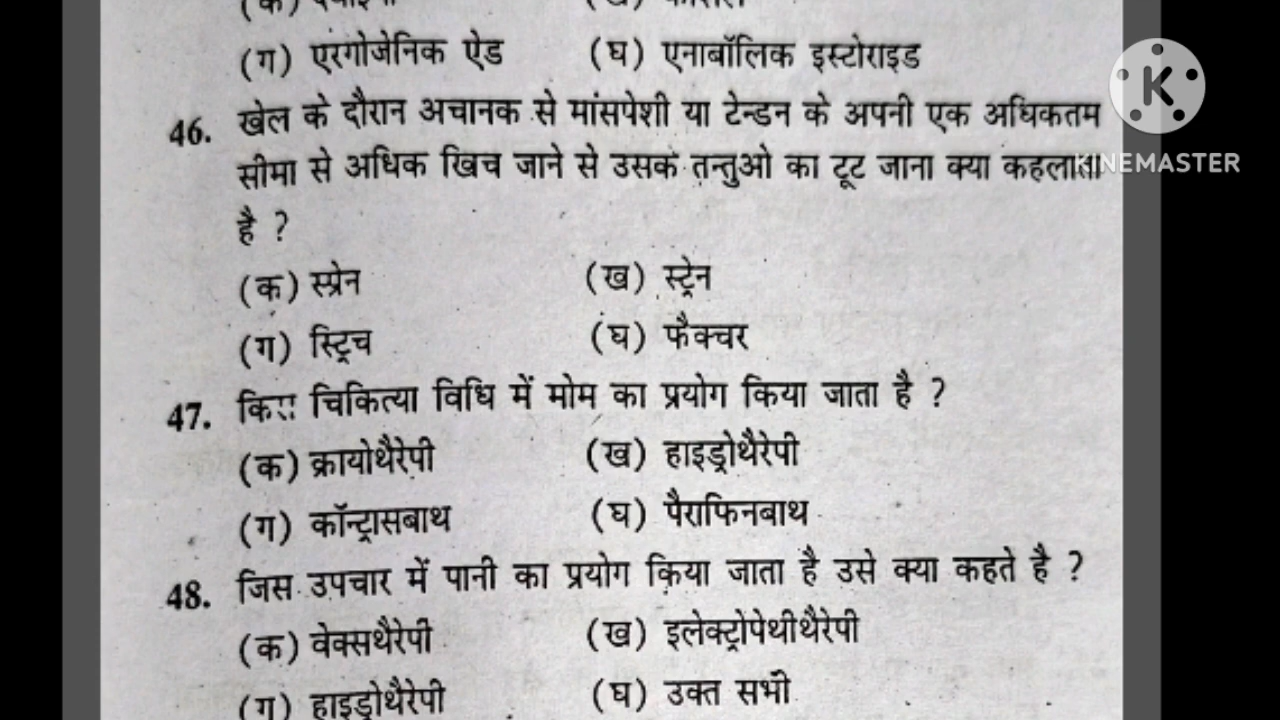 (ग) एरगोजेनिक ऐड (घ) एनाबॉलिक इस्टोराइड
46. खेल के दौरान अचानक से मांसपेशी या टेन्डन के अपनी एक अधिकतम
सीमा से अधिक खिच जाने से उसक तन्तुओ का टूट जाना क्या कहलाता
है ?
(क) स्प्रेन (ख) स्ट्रेन
(ग) स्ट्रिच (घ) फैक्चर
47. चिकित्या विधि में मोम का प्रयोग किया जाता है ?
(क) क्रायोथैरेपी (ख) हाइड्रोथैरेपी
(ग) कॉन्ट्रासबाथ (घ) पैराफिनबाथ
48. जिस उपचार में पानी का प्रयोग किया जाता है उसे क्या कहते है ?
(क) वेक्सथैरेपी (ख) इलेक्ट्रोपेथीथैरेपी
(ग) हाइड्रोथैरेपी (घ) उक्त सभी
K
KINEMASTER